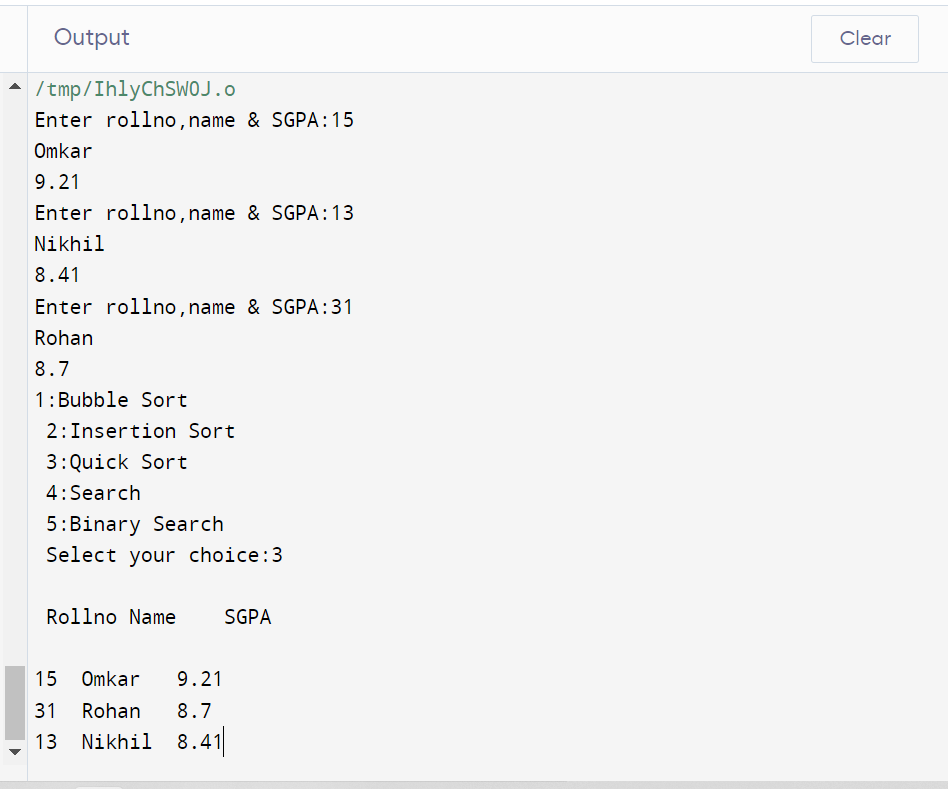 Output
Clear
/tmp/IhlyChSWOJ.o
Enter rollno,name & SGPA:15
Omkar
9.21
Enter rollno,name & SGPA:13
Nikhil
8.41
Enter rollno,name & SGPA:31
Rohan
8.7
1:Bubble Sort
2:Insertion Sort
3:Quick Sort
4:Search
5:Binary Search
Select your choice:3
Rollno Name SGPA
15 Omkar 9.21
31 Rohan 8.7
13 Nikhil 8.41